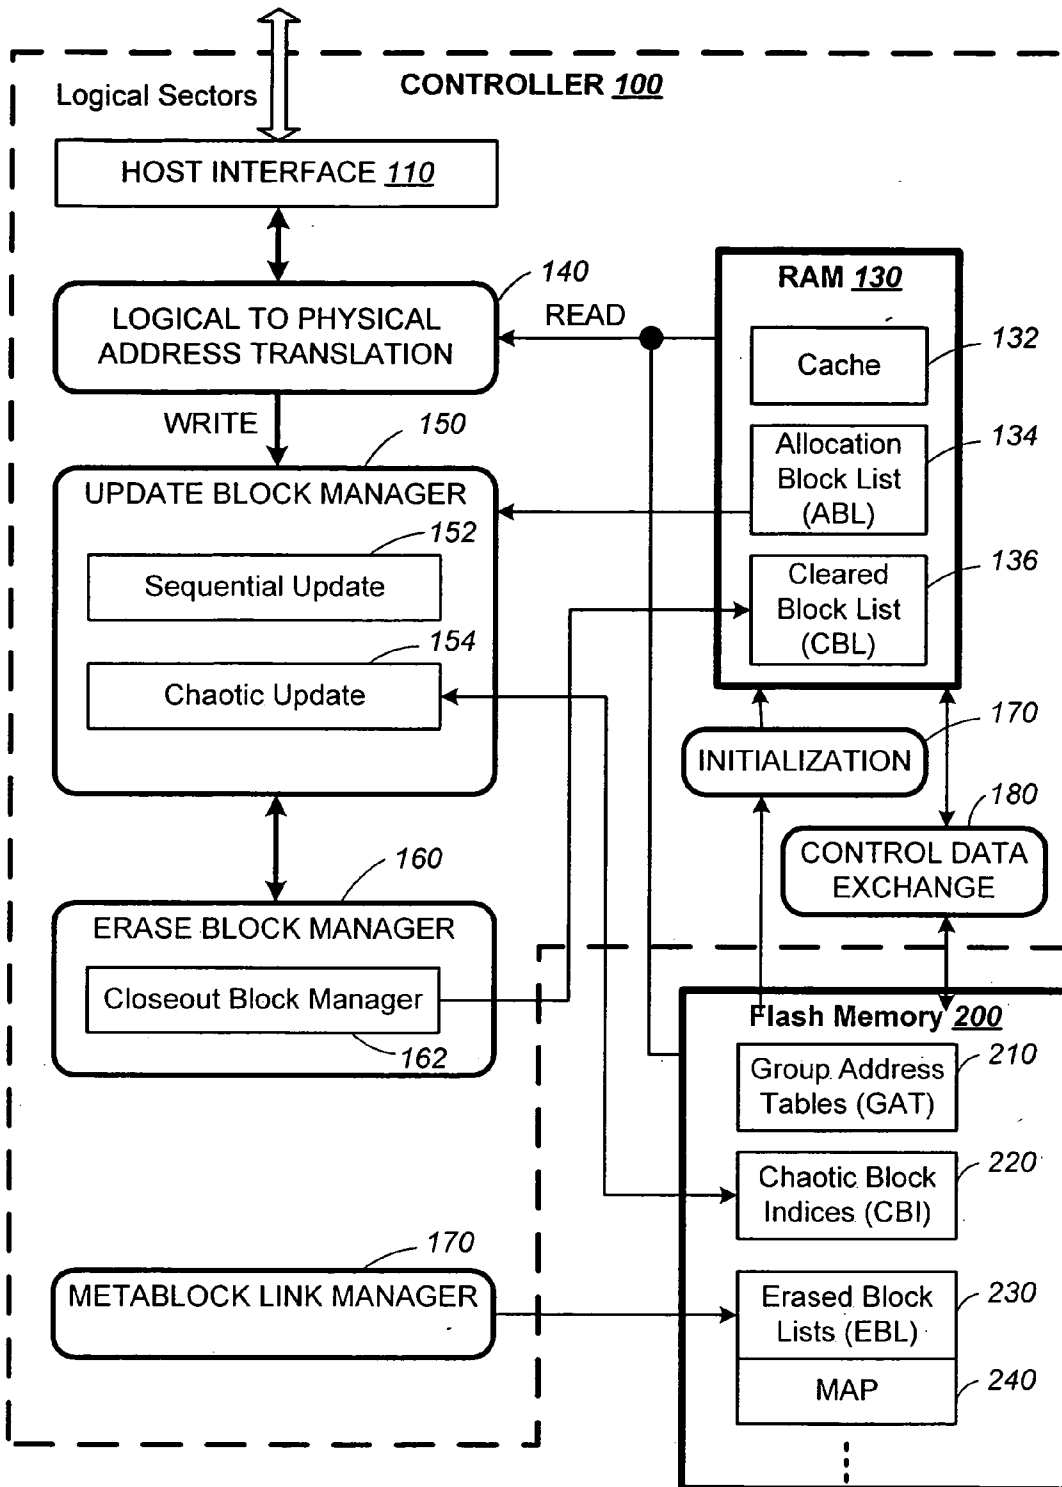 CONTROLLER 100
Logical Sectors
HOST INTERFACE 110
140
LOGICAL TO PHYSICAL
ADDRESS TRANSLATION
READ
WRITE
150
UPDATE BLOCK MANAGER
152
Sequential Update
154
Chaotic Update
160
ERASE BLOCK MANAGER
Closeout Block Manager
162
170
METABLOCK LINK MANAGER
RAM 130
132
Cache
134
Allocation
Block List
(ABL)
136
Cleared
Block List
(CBL)
170
INITIALIZATION
180
CONTROL DATA
EXCHANGE
Flash Memory 200
210
Group Address
Tables (GAT)
220
Chaotic Block
Indices (CBI)
230
Erased Block
Lists (EBL)
MAP
240